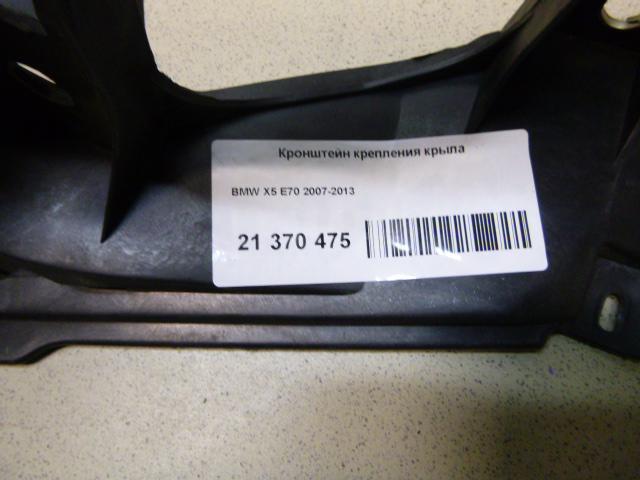 Кронштейн крепления крыла
BMW X5 E70 2007-2013
21 370 475